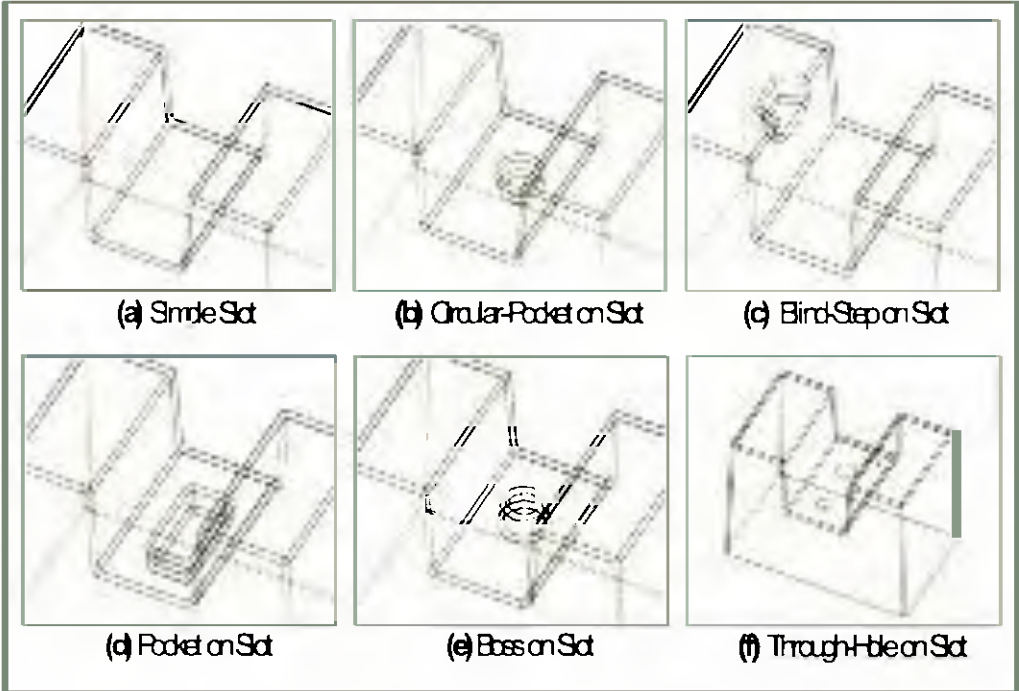 (a) Simple Slot
(b) Circular-Pocket on Slot
(c) Blind-Step on Slot
(d) Pocket on Slot
(e) Boss on Slot
(f) Through-Hole on Slot